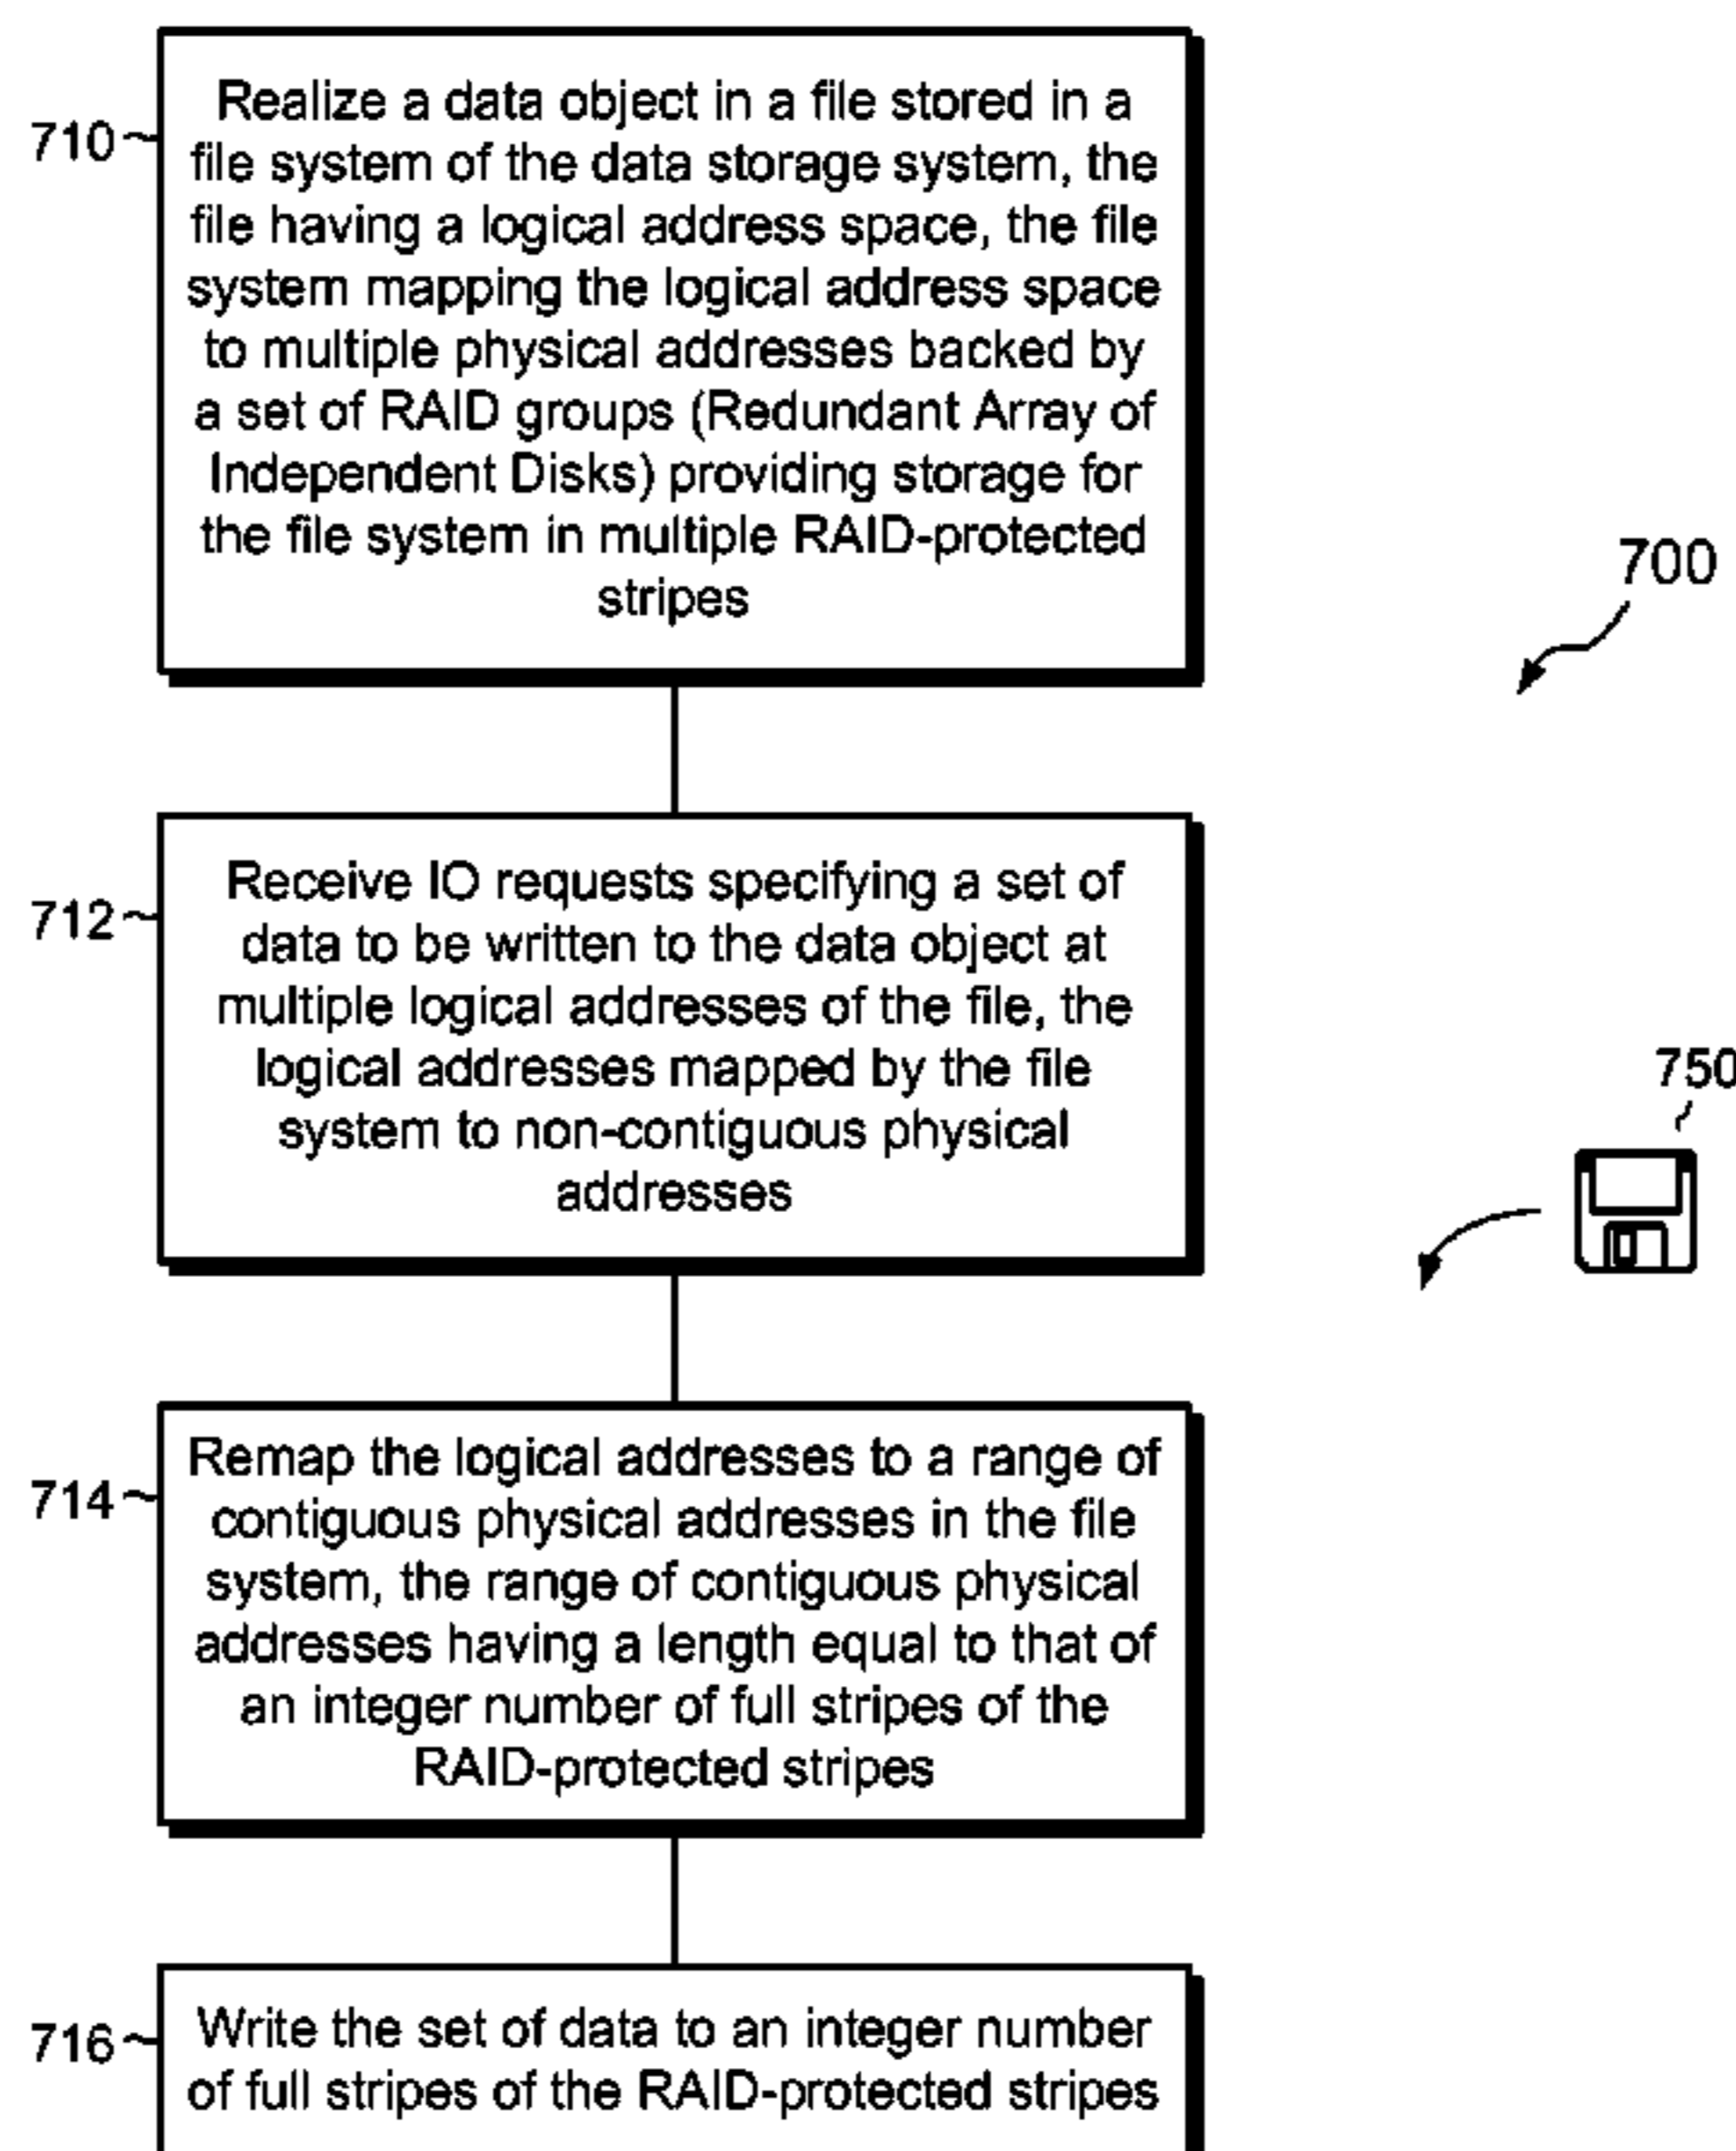 710
Realize a data object in a file stored in a
file system of the data storage system, the
file having a logical address space, the file
system mapping the logical address space
to multiple physical addresses backed by
a set of RAID groups (Redundant Array of
Independent Disks) providing storage for
the file system in multiple RAID-protected
stripes
700
712
Receive IO requests specifying a set of
data to be written to the data object at
multiple logical addresses of the file, the
logical addresses mapped by the file
system to non-contiguous physical
addresses
750
714
Remap the logical addresses to a range of
contiguous physical addresses in the file
system, the range of contiguous physical
addresses having a length equal to that of
an integer number of full stripes of the
RAID-protected stripes
716
Write the set of data to an integer number
of full stripes of the RAID-protected stripes